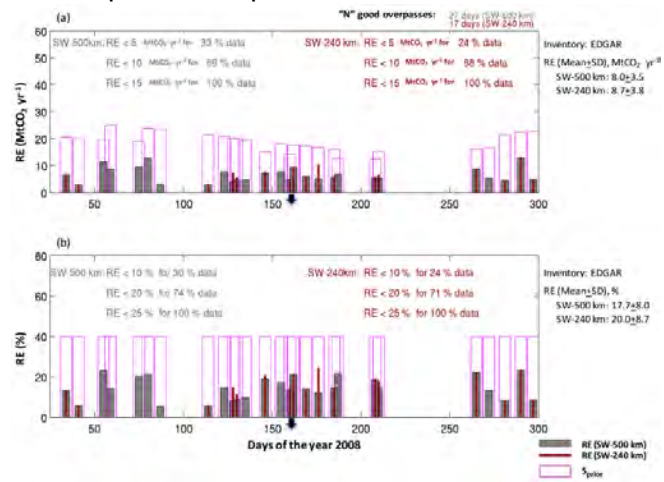 "N" good overpasses: 27 days (SW-500 km)
17 days (SW-240 km)
(a)
SW-500km: RE < 5 MtCO₂ yr⁻¹ for 33 % data
RE < 10 MtCO₂ yr⁻¹ for 89 % data
RE < 15 MtCO₂ yr⁻¹ for 100 % data
SW-240 km: RE < 5 MtCO₂ yr⁻¹ for 24 % data
RE < 10 MtCO₂ yr⁻¹ for 88 % data
RE < 15 MtCO₂ yr⁻¹ for 100 % data
Inventory: EDGAR
RE (Mean±SD), MtCO₂ yr⁻¹
SW-500 km: 8.0±3.5
SW-240 km: 8.7±3.8
RE (MtCO₂ yr⁻¹)
60
50
40
30
20
10
0
50
100
150
200
250
300
(b)
SW-500 km: RE < 10 % for 30 % data
RE < 20 % for 74 % data
RE < 25 % for 100 % data
SW-240km: RE < 10 % for 24 % data
RE < 20 % for 71 % data
RE < 25 % for 100 % data
Inventory: EDGAR
RE (Mean±SD), %
SW-500 km: 17.7±8.0
SW-240 km: 20.0±8.7
RE (%)
80
60
40
20
0
50
100
150
200
250
300
Days of the year 2008
RE (SW-500 km)
RE (SW-240 km)
Sprior